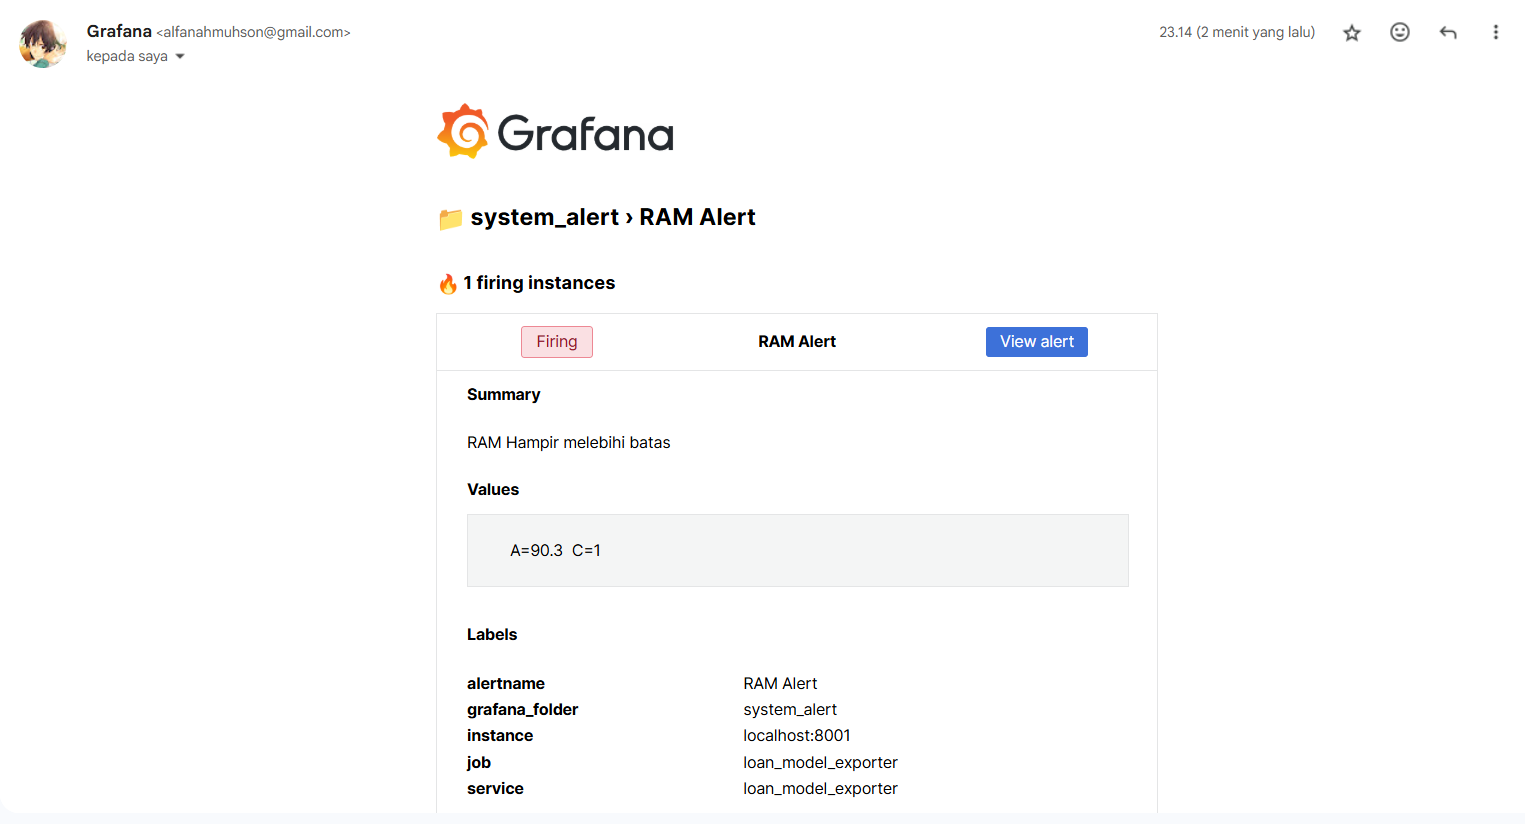 Grafana <alfanahmuhson@gmail.com>
23.14 (2 menit yang lalu)
kepada saya
Grafana
system_alert › RAM Alert
1 firing instances
Firing RAM Alert View alert
Summary
RAM Hampir melebihi batas
Values
A=90.3 C=1
Labels
alertname RAM Alert
grafana_folder system_alert
instance localhost:8001
job loan_model_exporter
service loan_model_exporter